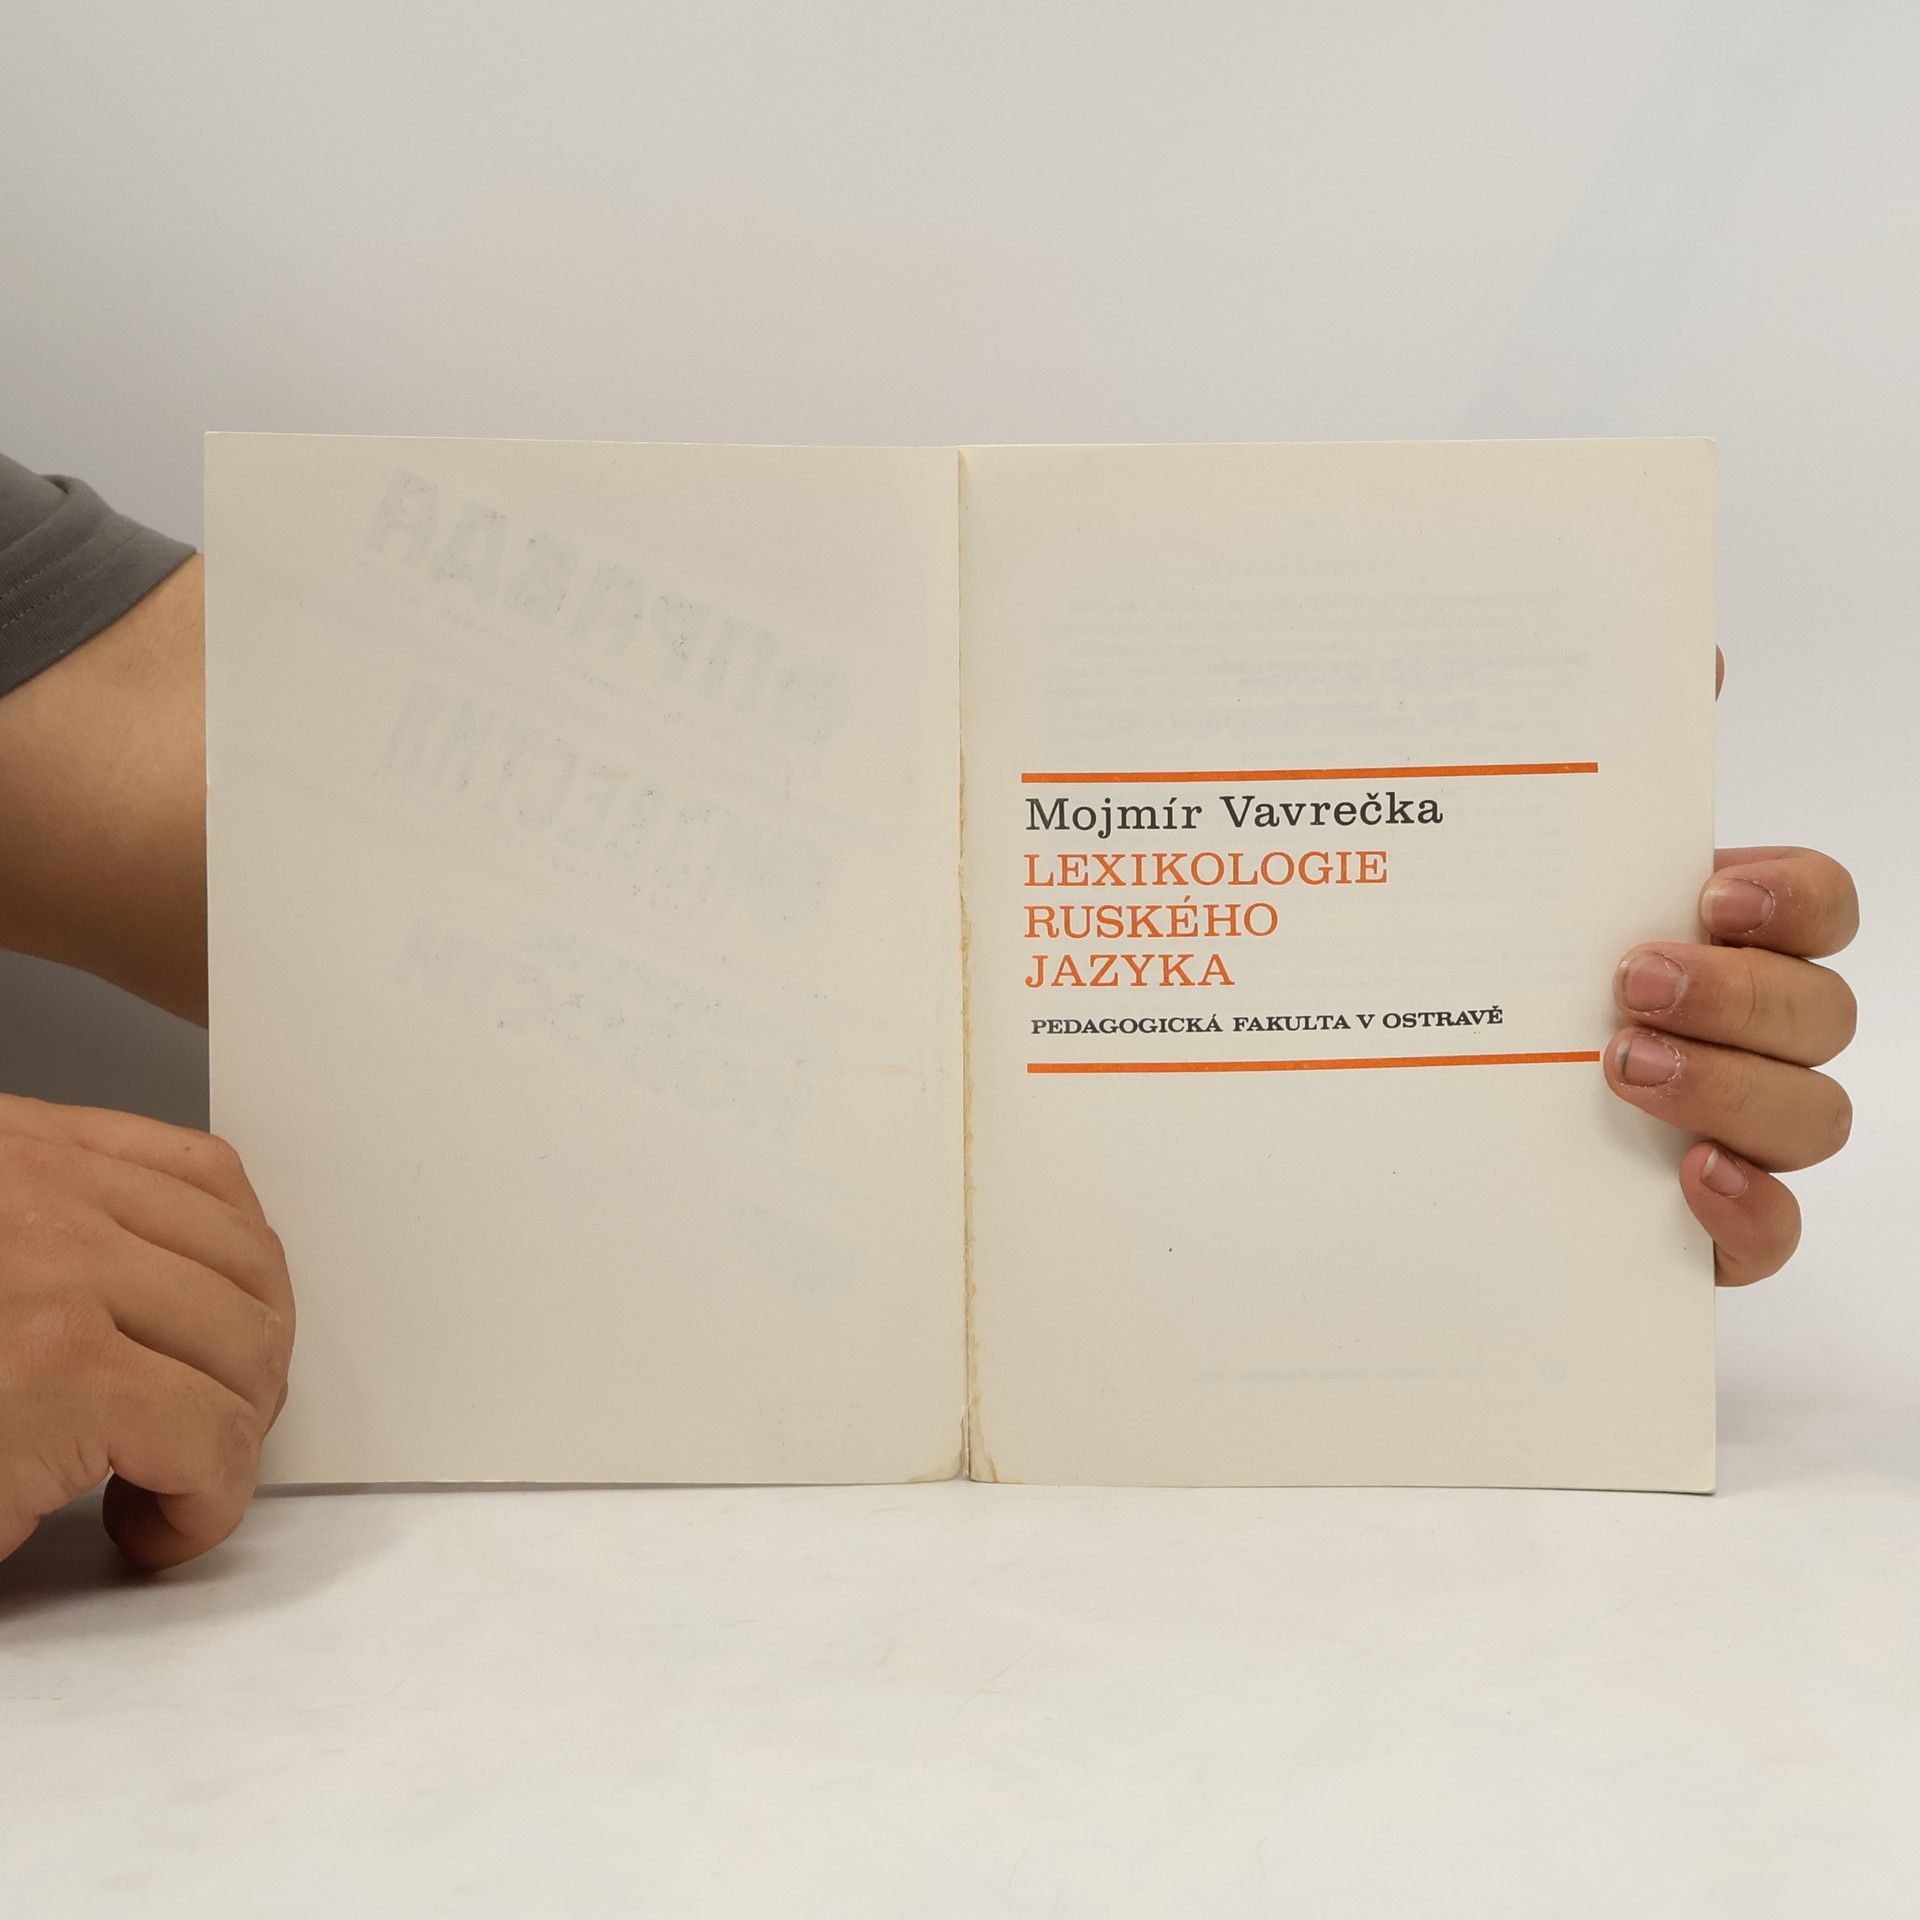 Mojmír Vavrečka
LEXIKOLOGIE
RUSKÉHO
JAZYKA
PEDAGOGICKÁ FAKULTA V OSTRAVĚ